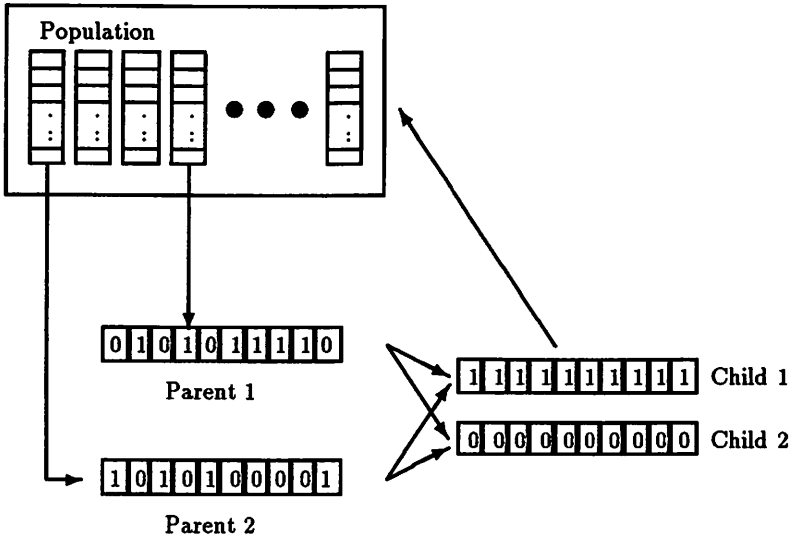 Population
0 1 0 1 0 1 1 1 1 0
Parent 1
1 1 1 1 1 1 1 1 1 1 Child 1
0 0 0 0 0 0 0 0 0 0 Child 2
1 0 1 0 1 0 0 0 0 1
Parent 2